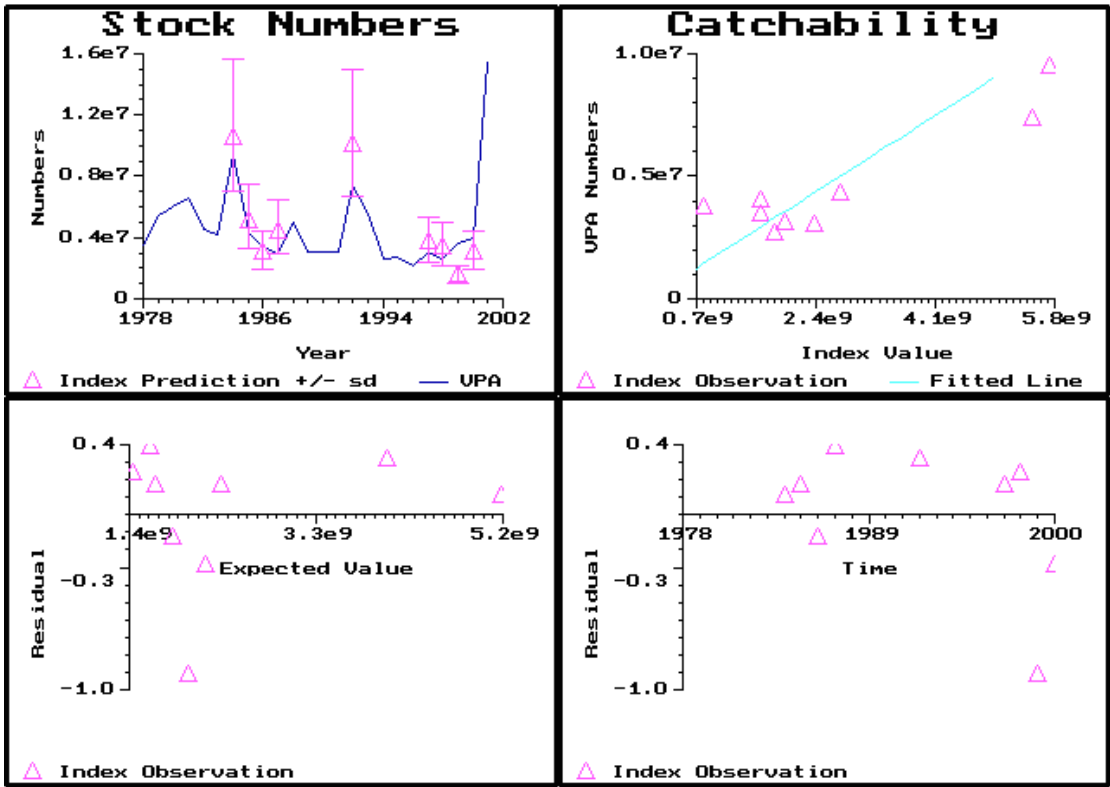 Stock Numbers
1.6e7
1.2e7
0.8e7
0.4e7
0
Numbers
1978 1986 1994 2002
Year
Index Prediction +/- sd VPA
Catchability
1.0e7
0.5e7
0
VPA Numbers
0.7e9 2.4e9 4.1e9 5.8e9
Index Value
Index Observation Fitted Line
0.4
-0.3
-1.0
Residual
1.4e9 3.3e9 5.2e9
Expected Value
Index Observation
0.4
-0.3
-1.0
Residual
1978 1989 2000
Time
Index Observation